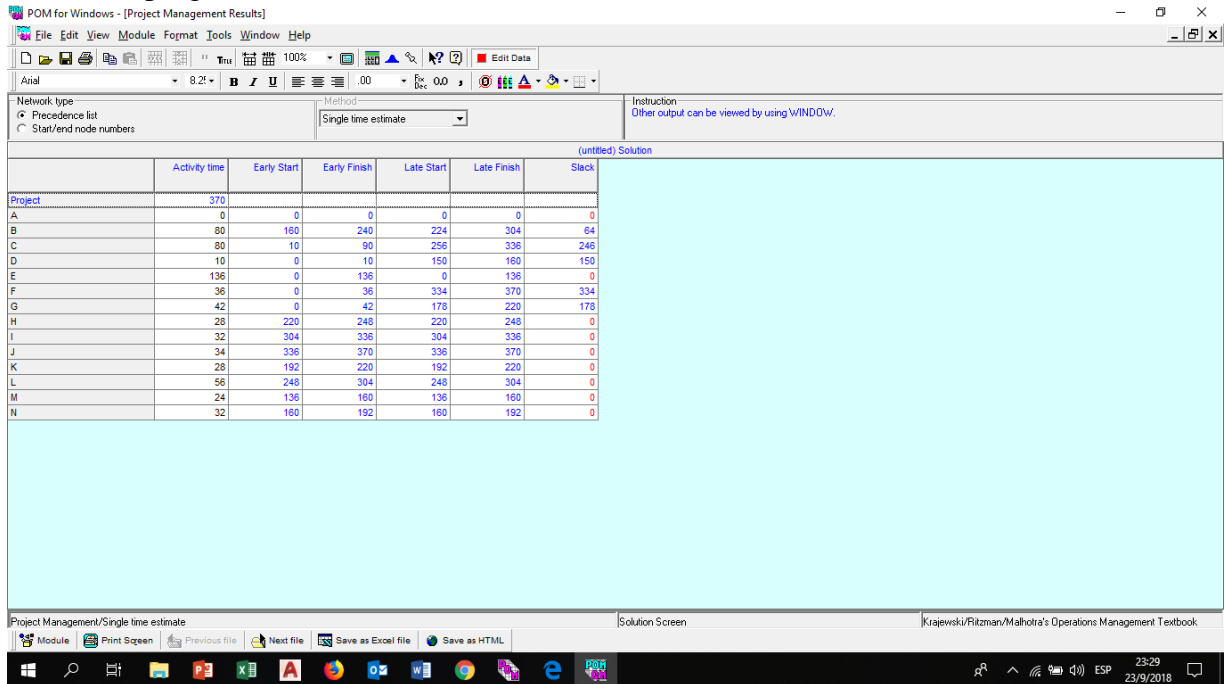 POM for Windows - [Project Management Results]
File Edit View Module Format Tools Window Help
100% Edit Data
Arial 8.2 B I U .00 Fix Dec 0.0 ,
Network type
Precedence list
Start/end node numbers
Method
Single time estimate
Instruction
Other output can be viewed by using WINDOW.
(untitled) Solution
Activity time Early Start Early Finish Late Start Late Finish Slack
Project 370
A 0 0 0 0 0 0
B 80 160 240 224 304 64
C 80 10 90 256 336 246
D 10 0 10 150 160 150
E 136 0 136 0 136 0
F 36 0 36 334 370 334
G 42 0 42 178 220 178
H 28 220 248 220 248 0
I 32 304 336 304 336 0
J 34 336 370 336 370 0
K 28 192 220 192 220 0
L 56 248 304 248 304 0
M 24 136 160 136 160 0
N 32 160 192 160 192 0
Project Management/Single time estimate Solution Screen Krajewski/Ritzman/Malhotra's Operations Management Textbook
Module Print Screen Previous file Next file Save as Excel file Save as HTML
ESP 23:29
23/9/2018